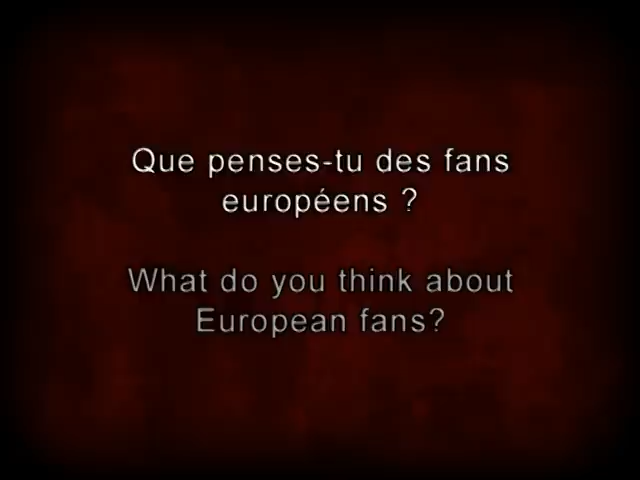 Que penses-tu des fans
européens ?
What do you think about
European fans?